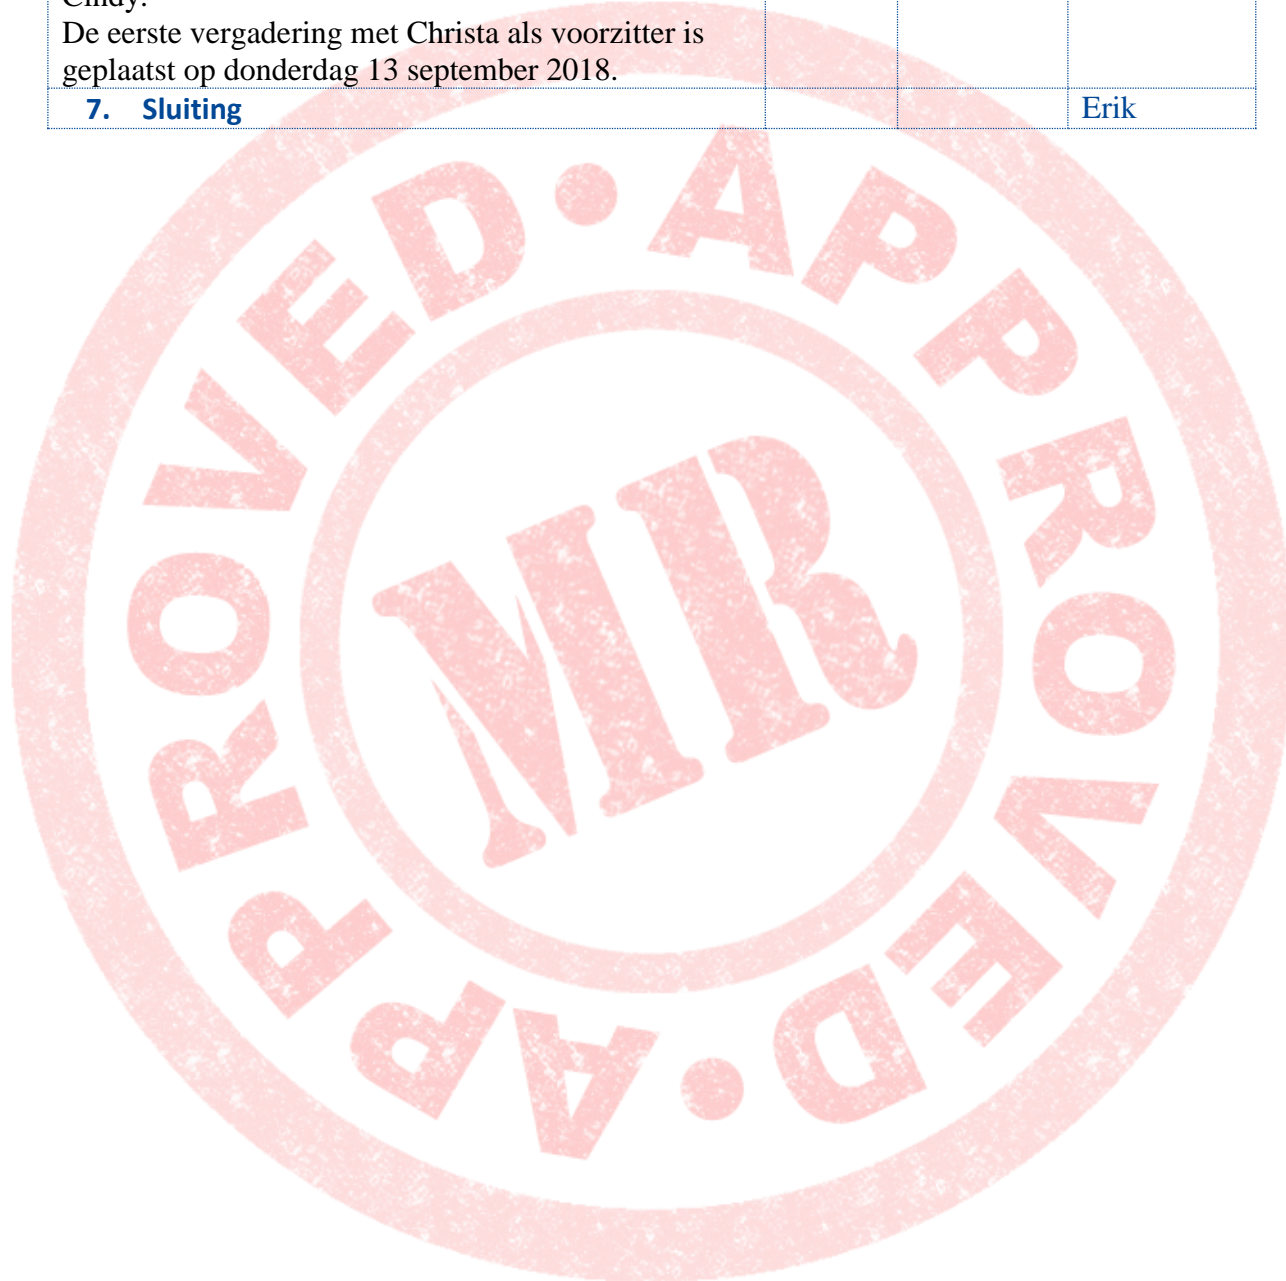 Cindy.
De eerste vergadering met Christa als voorzitter is
geplaatst op donderdag 13 september 2018.
7. Sluiting Erik
APPROVED • APPROVED •
MR